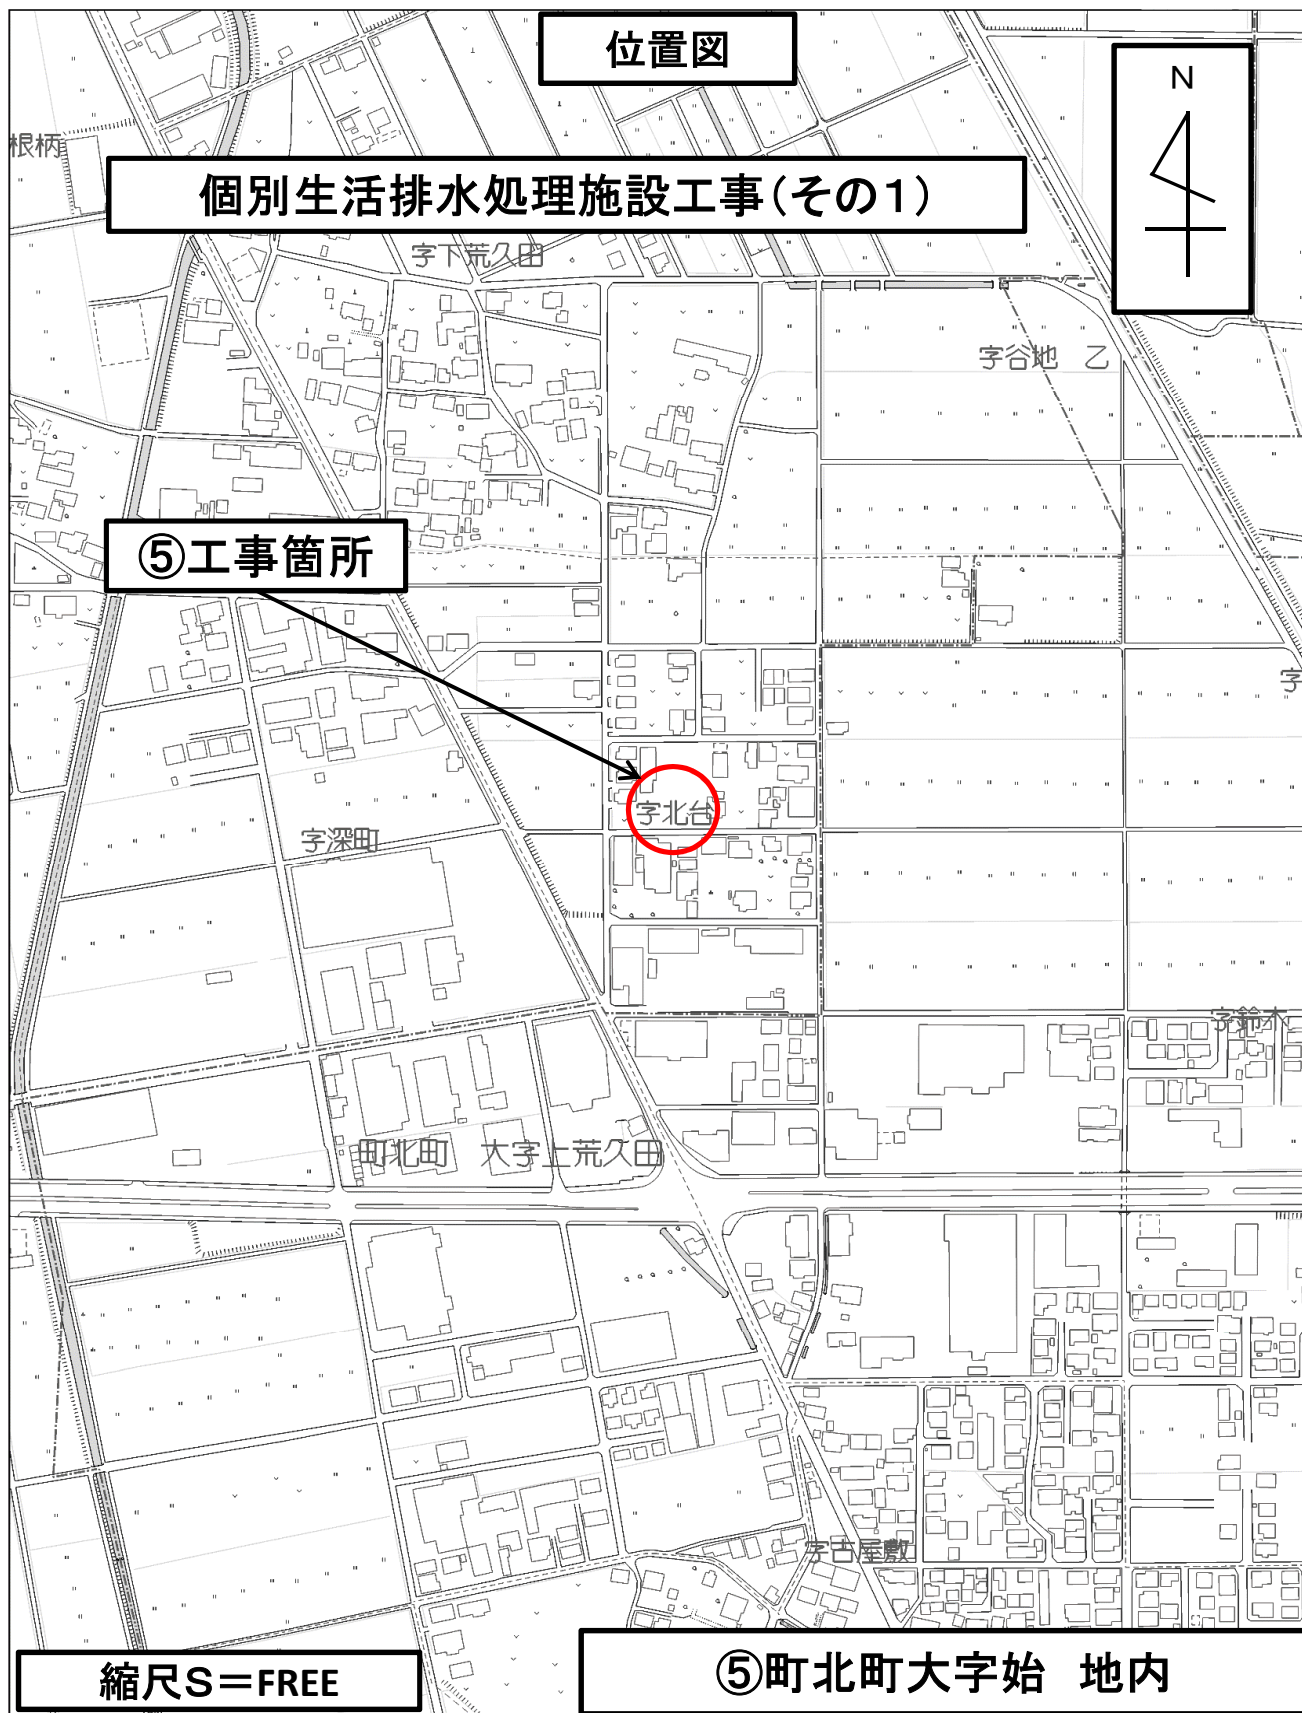 位置図
N
根柄
個別生活排水処理施設工事(その1)
字下荒久田
字谷地 乙
⑤工事箇所
字
字北台
字深町
字鈴木
町北町 大字上荒久田
字古屋敷
縮尺S=FREE
⑤町北町大字始 地内